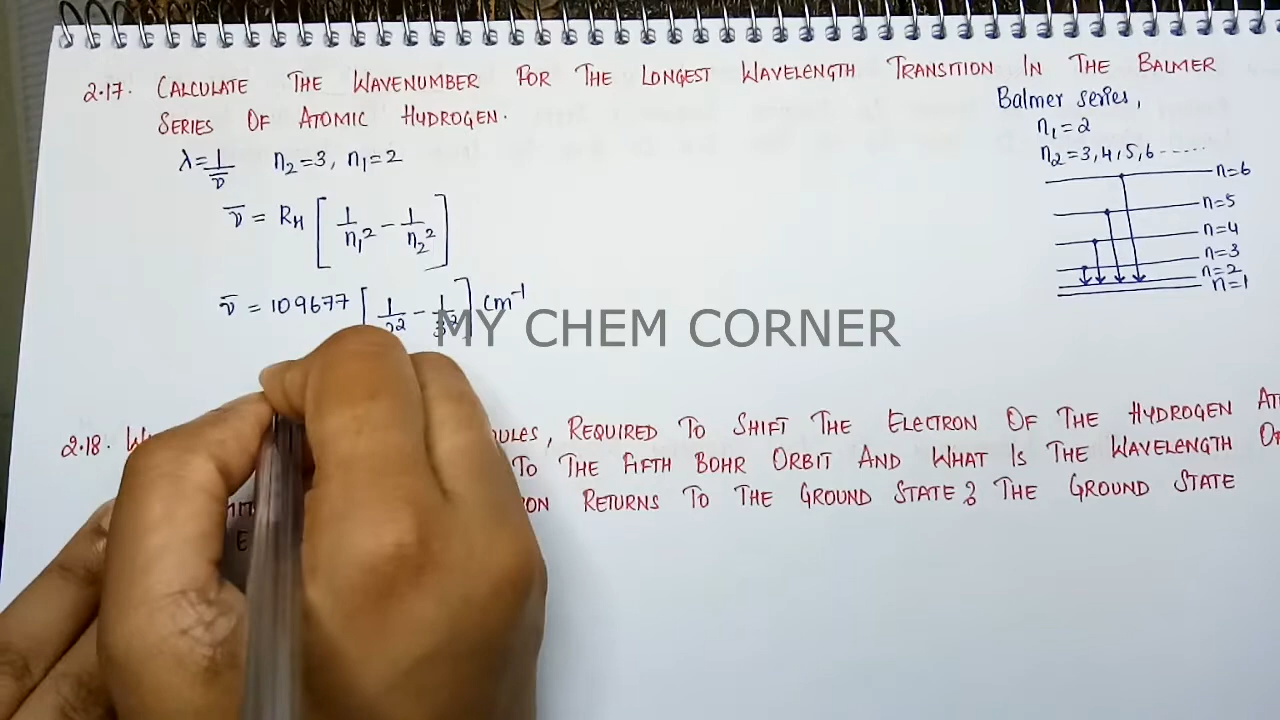 2.17. CALCULATE THE WAVENUMBER FOR THE LONGEST WAVELENGTH TRANSITION IN THE BALMER
SERIES OF ATOMIC HYDROGEN.
λ = 1/ν̅ n₂ = 3, n₁ = 2
ν̅ = R_H [1/n₁² − 1/n₂²]
ν̅ = 109677 [1/2² − 1/3²] cm⁻¹
Balmer series,
n₁ = 2
n₂ = 3, 4, 5, 6 ......
n=6
n=5
n=4
n=3
n=2
n=1
MY CHEM CORNER
2.18. , REQUIRED TO SHIFT THE ELECTRON OF THE HYDROGEN
TO THE FIFTH BOHR ORBIT AND WHAT IS THE WAVELENGTH
RETURNS TO THE GROUND STATE? THE GROUND STATE